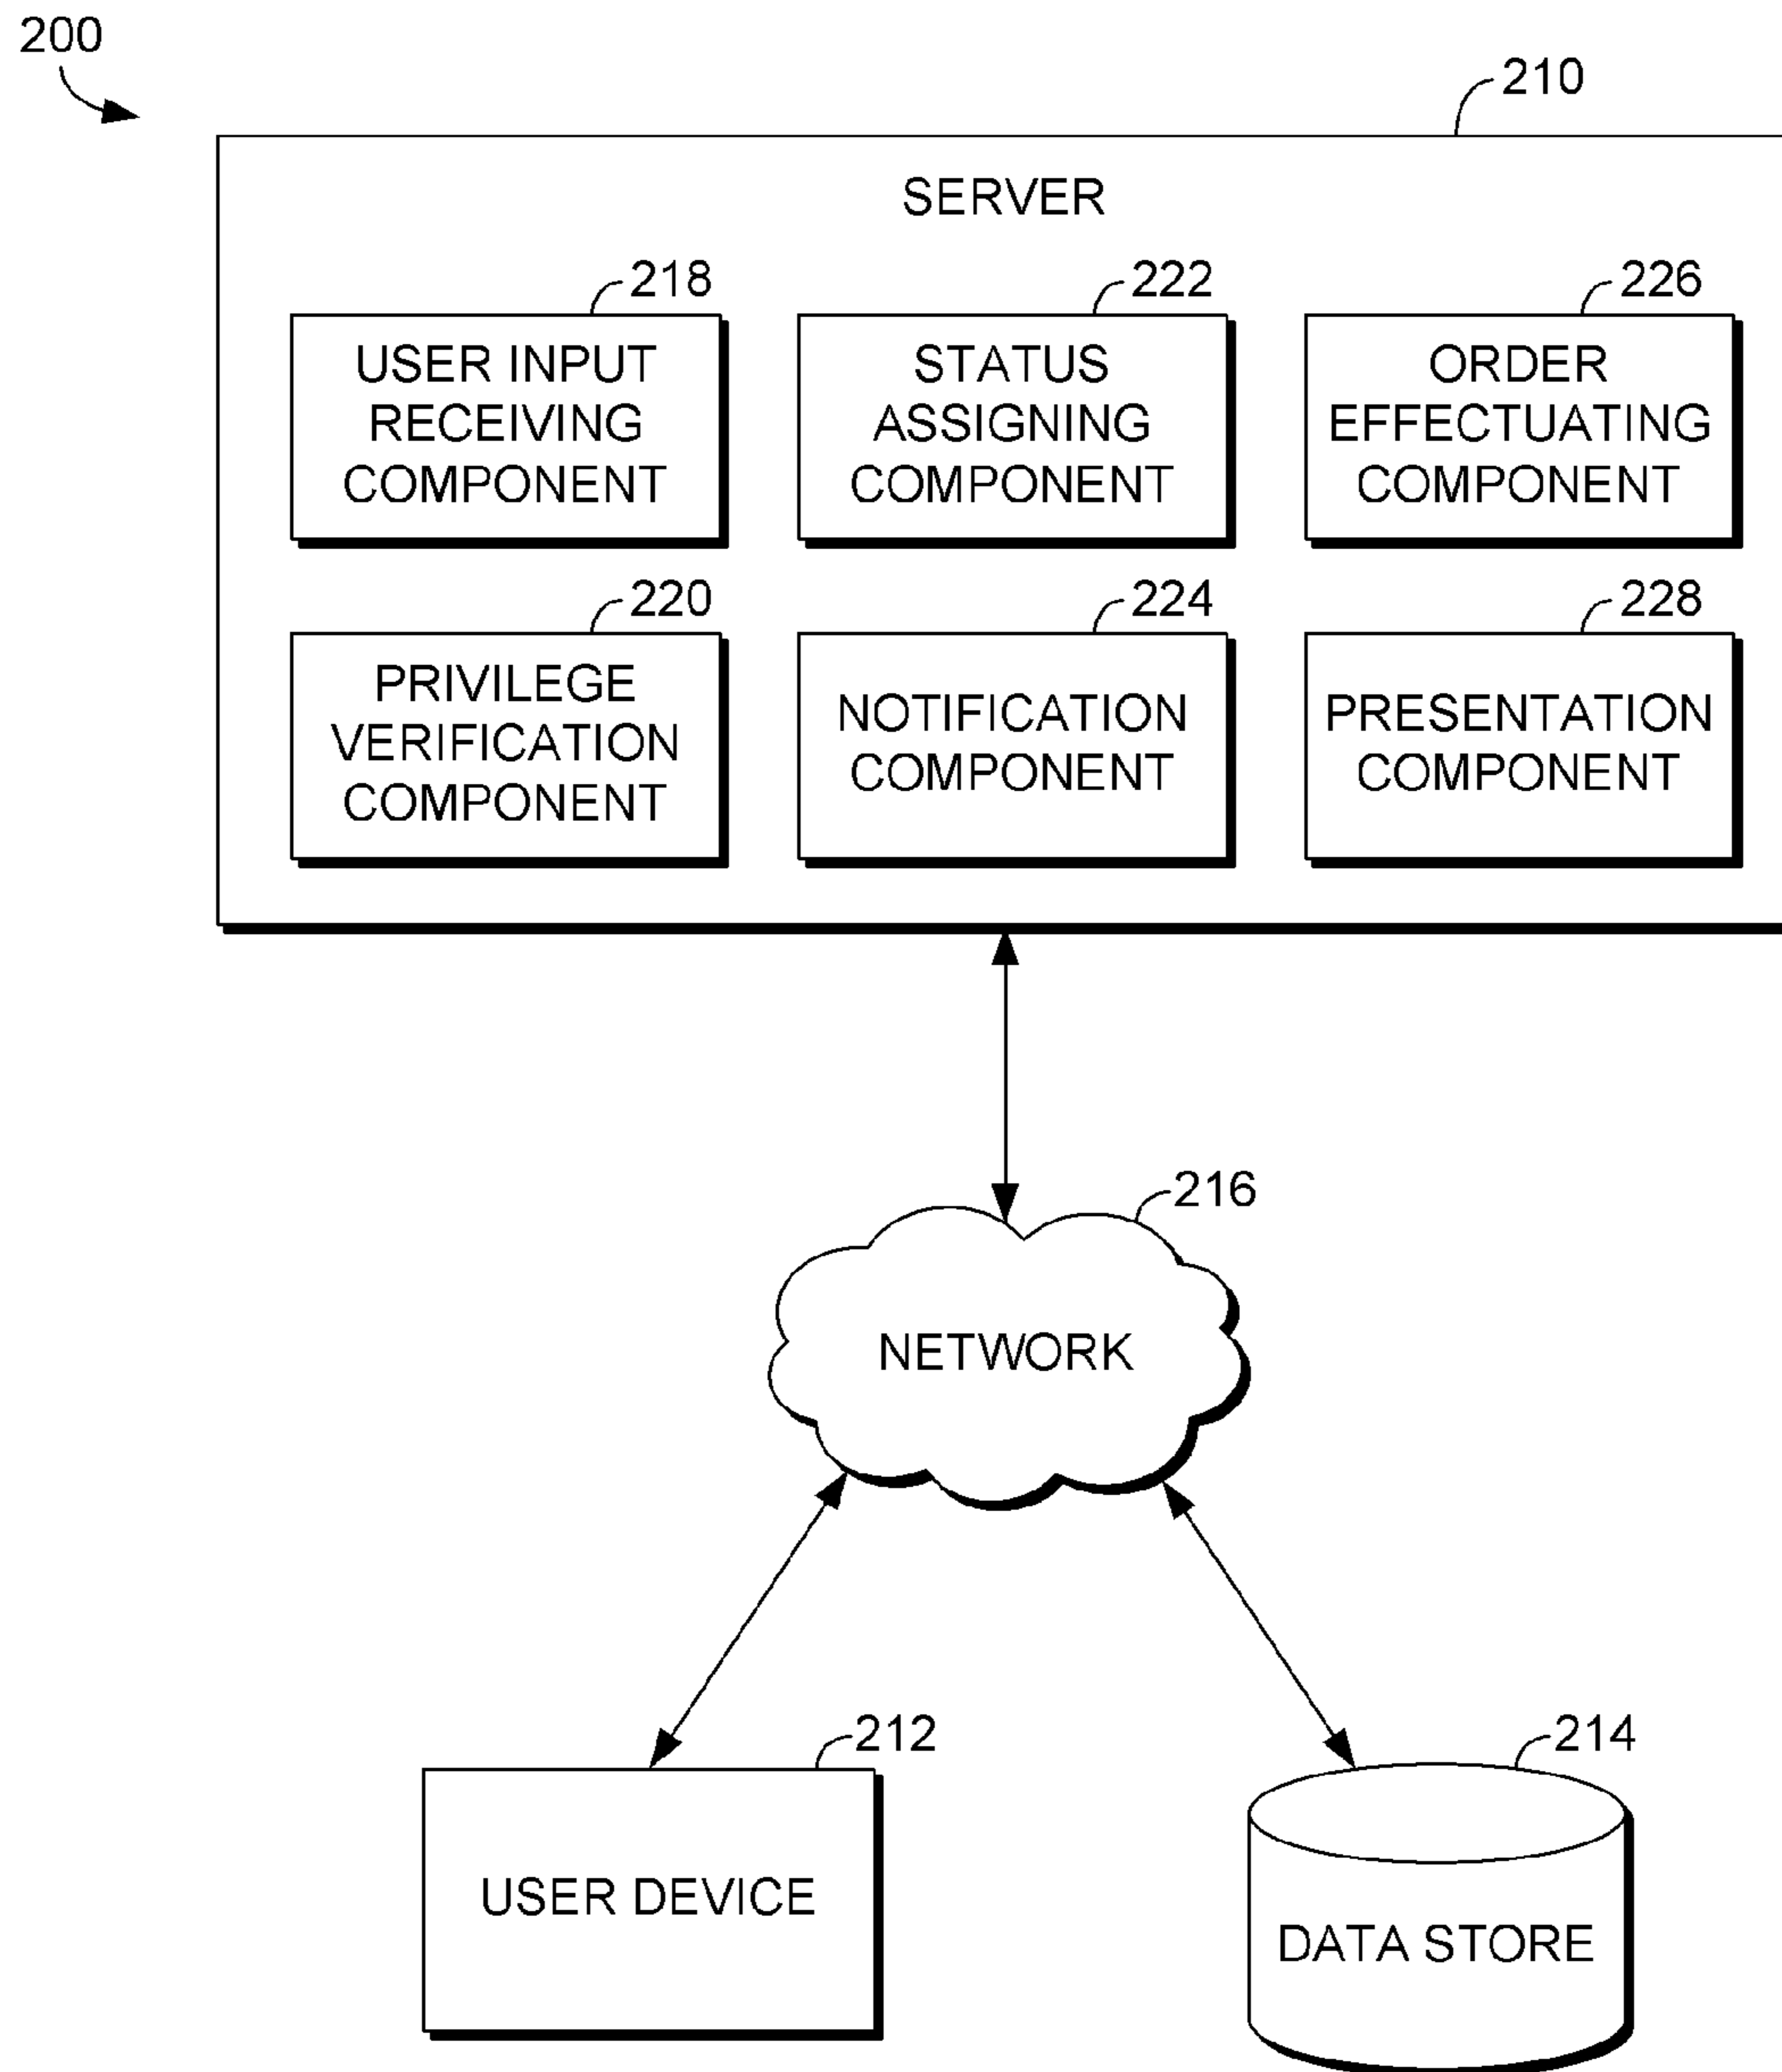 200
210
SERVER
218
222
226
USER INPUT
RECEIVING
COMPONENT
STATUS
ASSIGNING
COMPONENT
ORDER
EFFECTUATING
COMPONENT
220
224
228
PRIVILEGE
VERIFICATION
COMPONENT
NOTIFICATION
COMPONENT
PRESENTATION
COMPONENT
216
NETWORK
212
214
USER DEVICE
DATA STORE